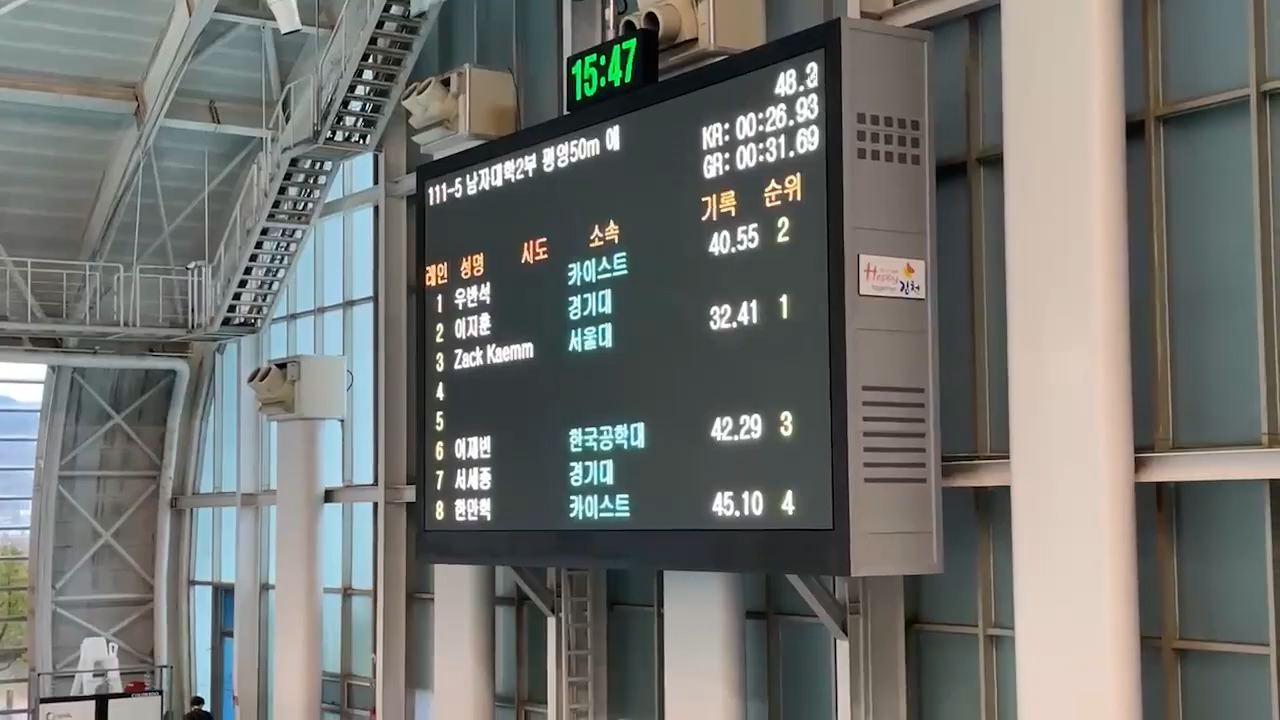 15:47
48.3
111-5 남자대학2부 평영50m 예
KR: 00:26.93
GR: 00:31.69
레인 성명 시도 소속 기록 순위
1 우반석 카이스트 40.55 2
2 이지훈 경기대
3 Zack Kaemm 서울대 32.41 1
4
5
6 이재빈 한국공학대 42.29 3
7 서세종 경기대
8 한만혁 카이스트 45.10 4
Happy
김천